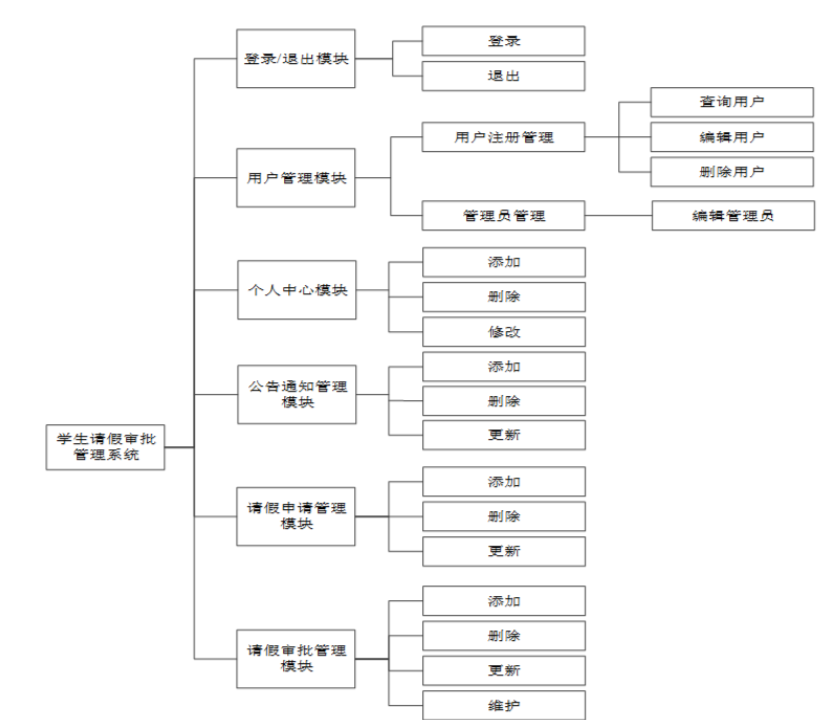 登录/退出模块
登录
退出
查询用户
用户注册管理
编辑用户
删除用户
用户管理模块
管理员管理
编辑管理员
添加
个人中心模块
删除
修改
公告通知管理
模块
添加
删除
更新
学生请假审批
管理系统
请假申请管理
模块
添加
删除
更新
请假审批管理
模块
添加
删除
更新
维护